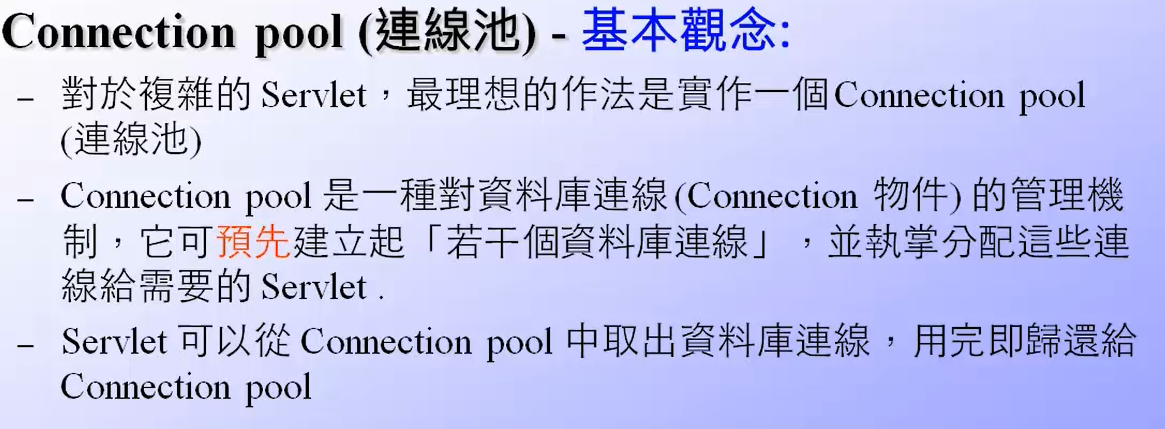 Connection pool (連線池) - 基本觀念:
– 對於複雜的 Servlet，最理想的作法是實作一個Connection pool
(連線池)
– Connection pool 是一種對資料庫連線(Connection 物件) 的管理機
制，它可預先建立起「若干個資料庫連線」，並執掌分配這些連
線給需要的 Servlet .
– Servlet 可以從 Connection pool 中取出資料庫連線，用完即歸還給
Connection pool